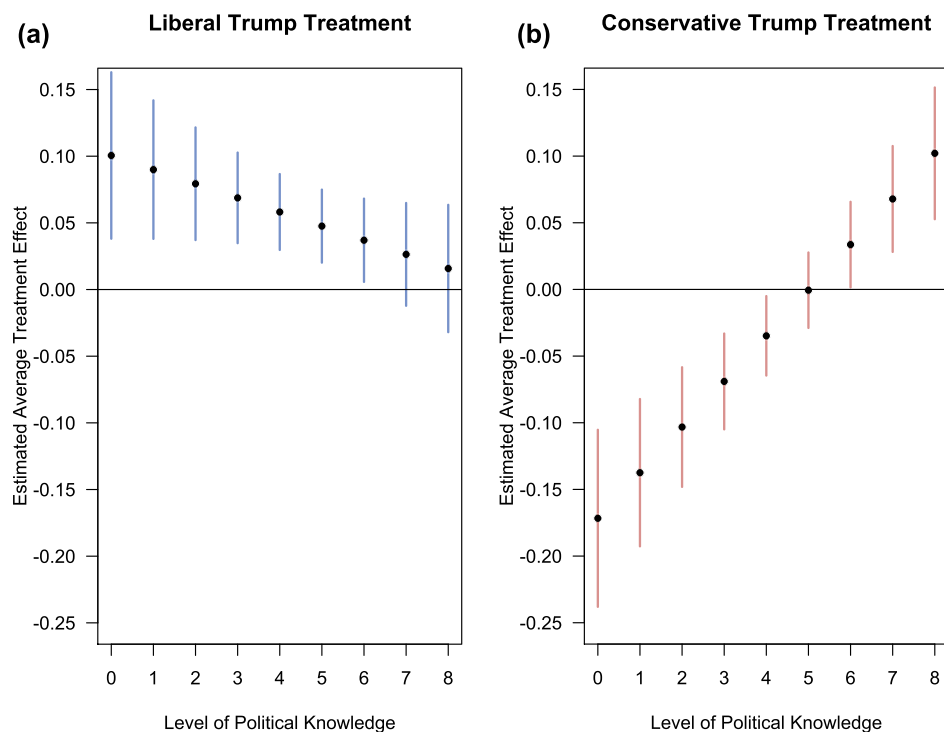 (a)
Liberal Trump Treatment
Estimated Average Treatment Effect
0.15
0.10
0.05
0.00
-0.05
-0.10
-0.15
-0.20
-0.25
0 1 2 3 4 5 6 7 8
Level of Political Knowledge
(b)
Conservative Trump Treatment
Estimated Average Treatment Effect
0.15
0.10
0.05
0.00
-0.05
-0.10
-0.15
-0.20
-0.25
0 1 2 3 4 5 6 7 8
Level of Political Knowledge